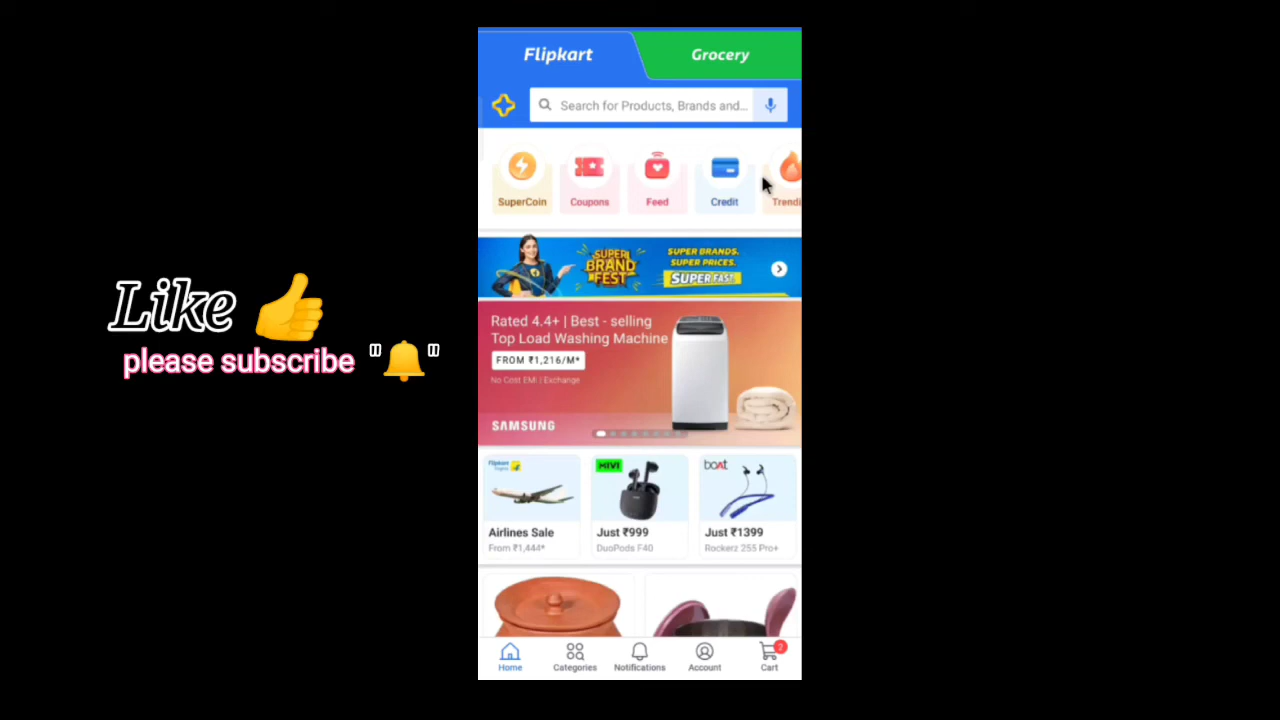 Flipkart
Grocery
Search for Products, Brands and...
SuperCoin
Coupons
Feed
Credit
Trendi
SUPER BRAND FEST
SUPER BRANDS.
SUPER PRICES.
SUPER FAST.
Like 👍
please subscribe "🔔"
Rated 4.4+ | Best - selling
Top Load Washing Machine
FROM ₹1,216/M*
No Cost EMI | Exchange
SAMSUNG
Flipkart
MIVI
boAt
Airlines Sale
From ₹1,444*
Just ₹999
DuoPods F40
Just ₹1399
Rockerz 255 Pro+
Home
Categories
Notifications
Account
Cart